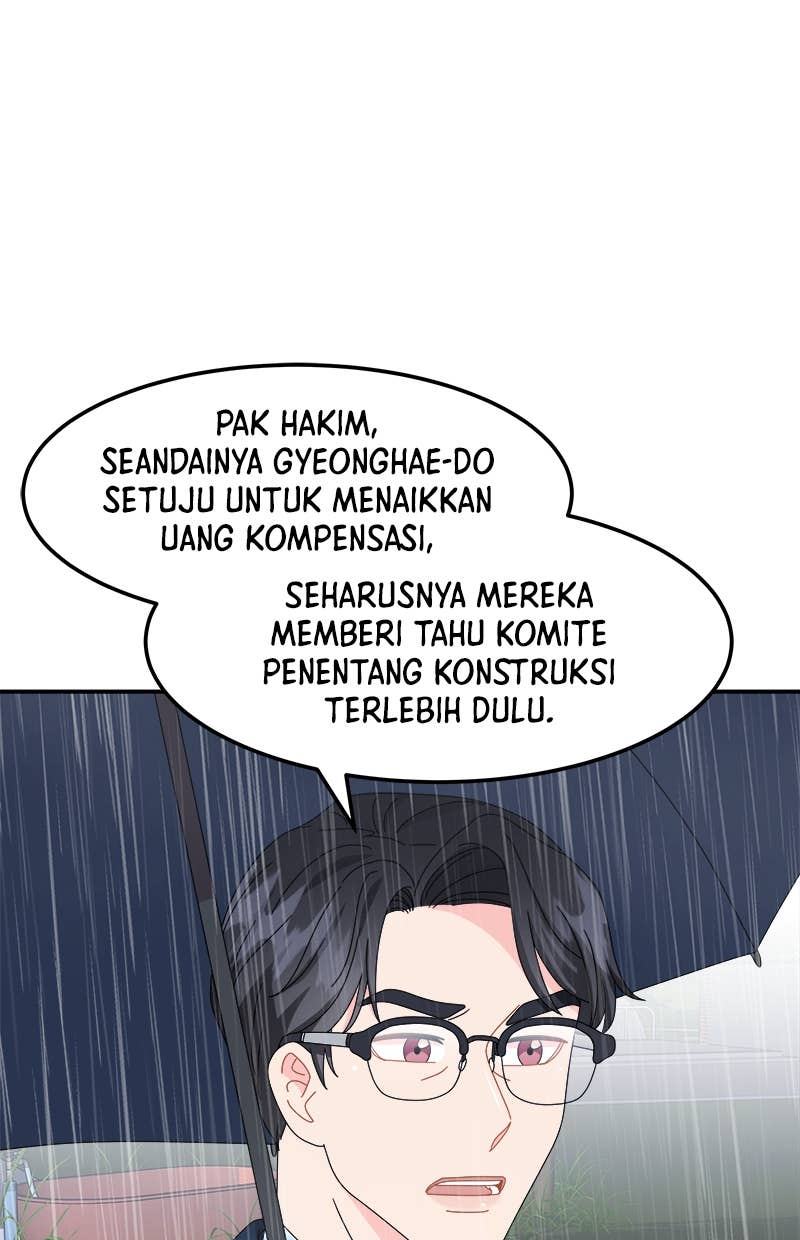 PAK HAKIM,
SEANDAINYA GYEONGHAE-DO
SETUJU UNTUK MENAIKKAN
UANG KOMPENSASI,
SEHARUSNYA MEREKA
MEMBERI TAHU KOMITE
PENENTANG KONSTRUKSI
TERLEBIH DULU.